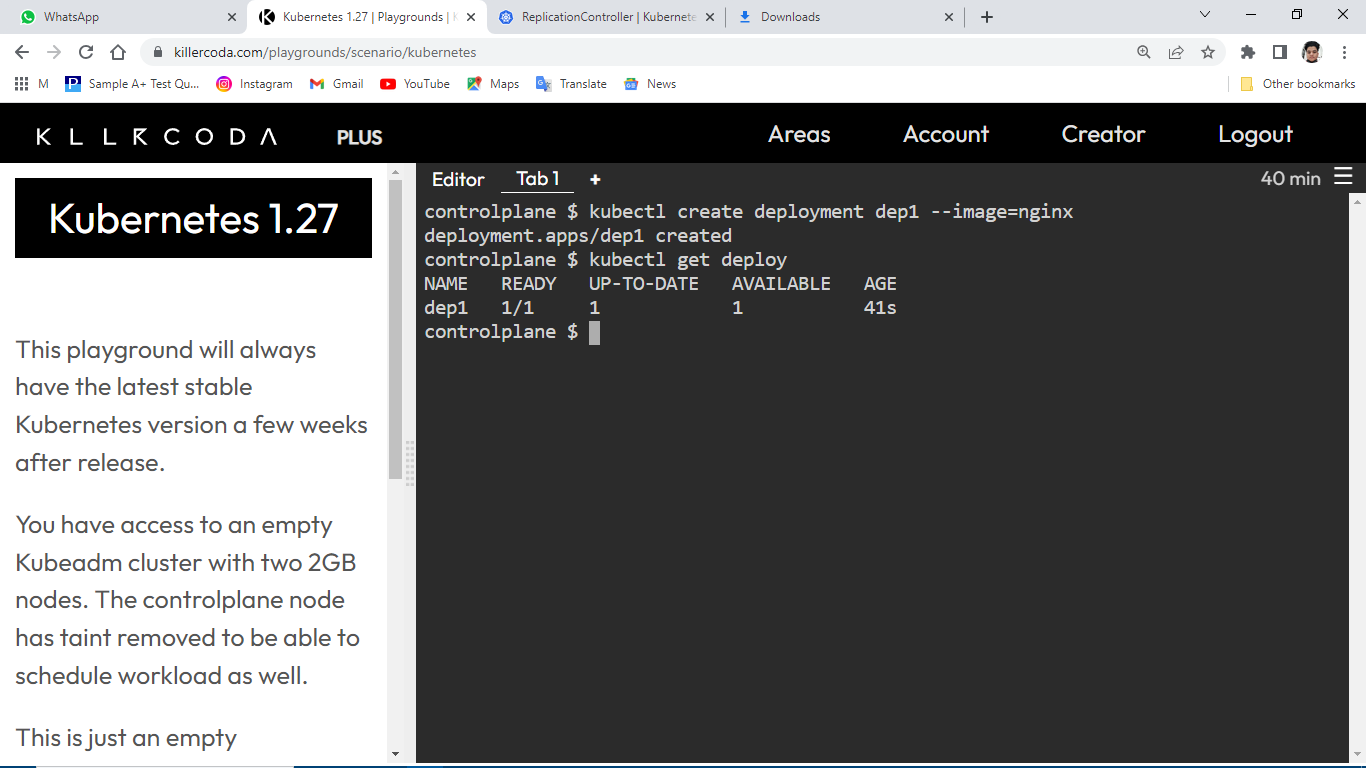 WhatsApp
Kubernetes 1.27 | Playgrounds |
ReplicationController | Kubernete
Downloads
killercoda.com/playgrounds/scenario/kubernetes
M
Sample A+ Test Qu...
Instagram
Gmail
YouTube
Maps
Translate
News
Other bookmarks
KILLERCODA
PLUS
Areas
Account
Creator
Logout
Kubernetes 1.27
This playground will always
have the latest stable
Kubernetes version a few weeks
after release.
You have access to an empty
Kubeadm cluster with two 2GB
nodes. The controlplane node
has taint removed to be able to
schedule workload as well.
This is just an empty
Editor
Tab 1
+
40 min
controlplane $ kubectl create deployment dep1 --image=nginx
deployment.apps/dep1 created
controlplane $ kubectl get deploy
NAME READY UP-TO-DATE AVAILABLE AGE
dep1 1/1 1 1 41s
controlplane $